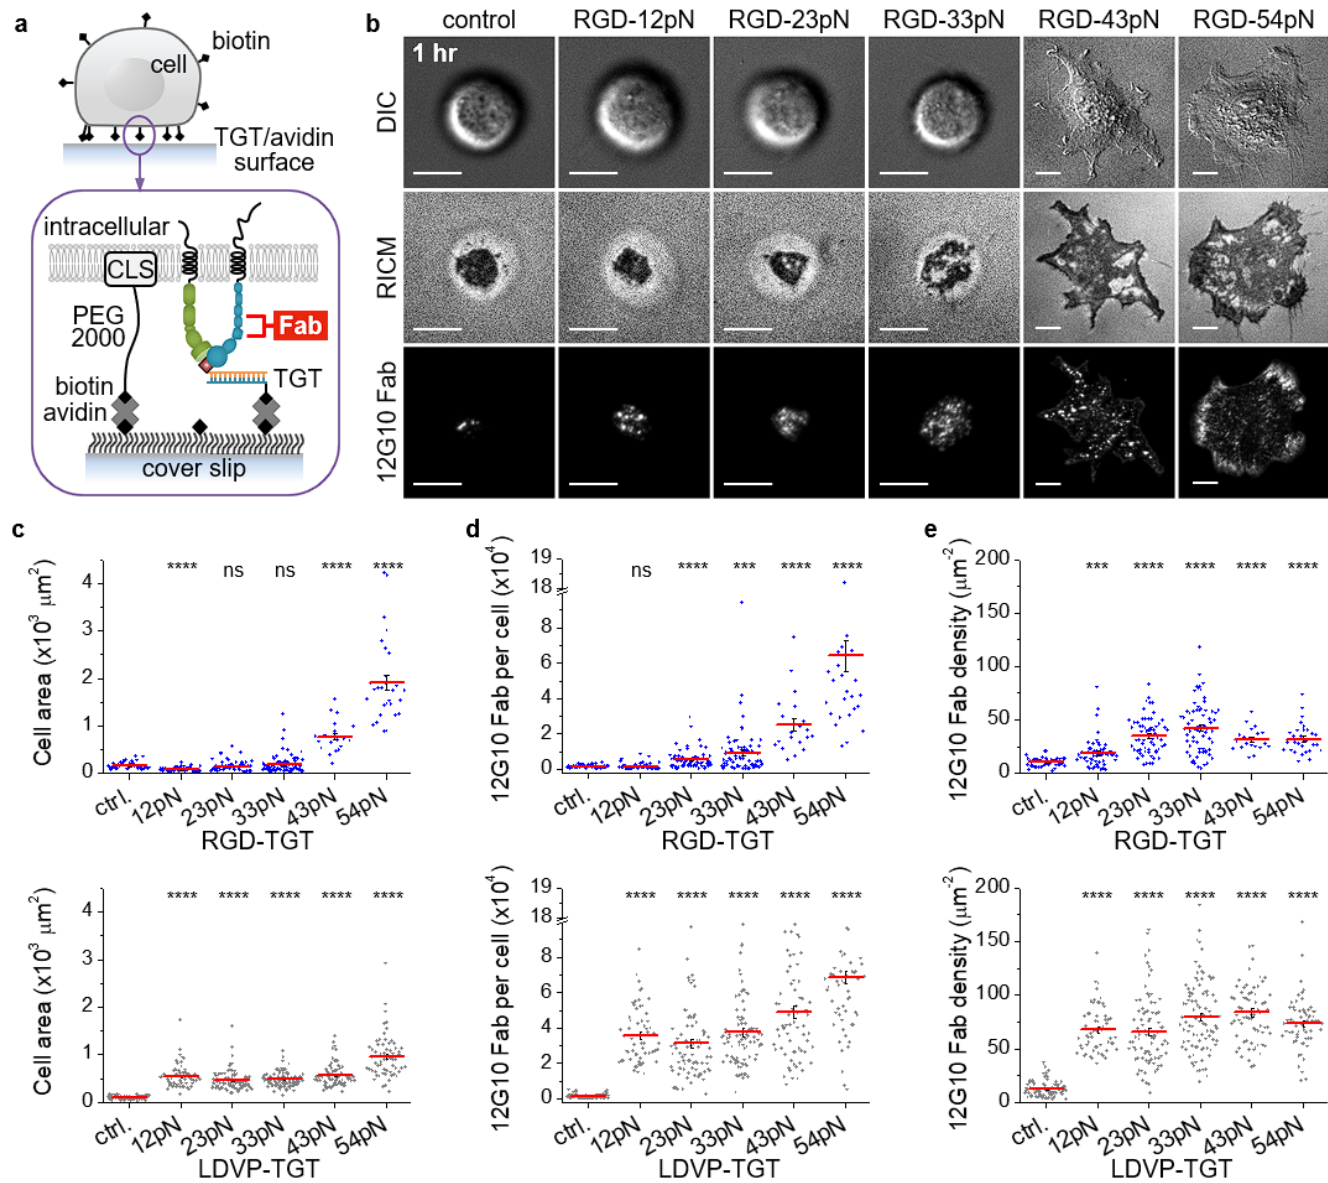 a
biotin
cell
TGT/avidin
surface
intracellular
CLS
PEG
2000
Fab
TGT
biotin
avidin
cover slip
b
control RGD-12pN RGD-23pN RGD-33pN RGD-43pN RGD-54pN
1 hr
DIC
RICM
12G10 Fab
c
Cell area (x10³ μm²)
4
3
2
1
0
**** ns ns **** ****
ctrl. 12pN 23pN 33pN 43pN 54pN
RGD-TGT
Cell area (x10³ μm²)
4
3
2
1
0
**** **** **** **** ****
ctrl. 12pN 23pN 33pN 43pN 54pN
LDVP-TGT
d
12G10 Fab per cell (x10⁴)
19
18
8
6
4
2
0
ns **** *** **** ****
ctrl. 12pN 23pN 33pN 43pN 54pN
RGD-TGT
12G10 Fab per cell (x10⁴)
19
18
8
6
4
2
0
**** **** **** **** ****
ctrl. 12pN 23pN 33pN 43pN 54pN
LDVP-TGT
e
12G10 Fab density (μm⁻²)
200
150
100
50
0
*** **** **** **** ****
ctrl. 12pN 23pN 33pN 43pN 54pN
RGD-TGT
12G10 Fab density (μm⁻²)
200
150
100
50
0
**** **** **** **** ****
ctrl. 12pN 23pN 33pN 43pN 54pN
LDVP-TGT